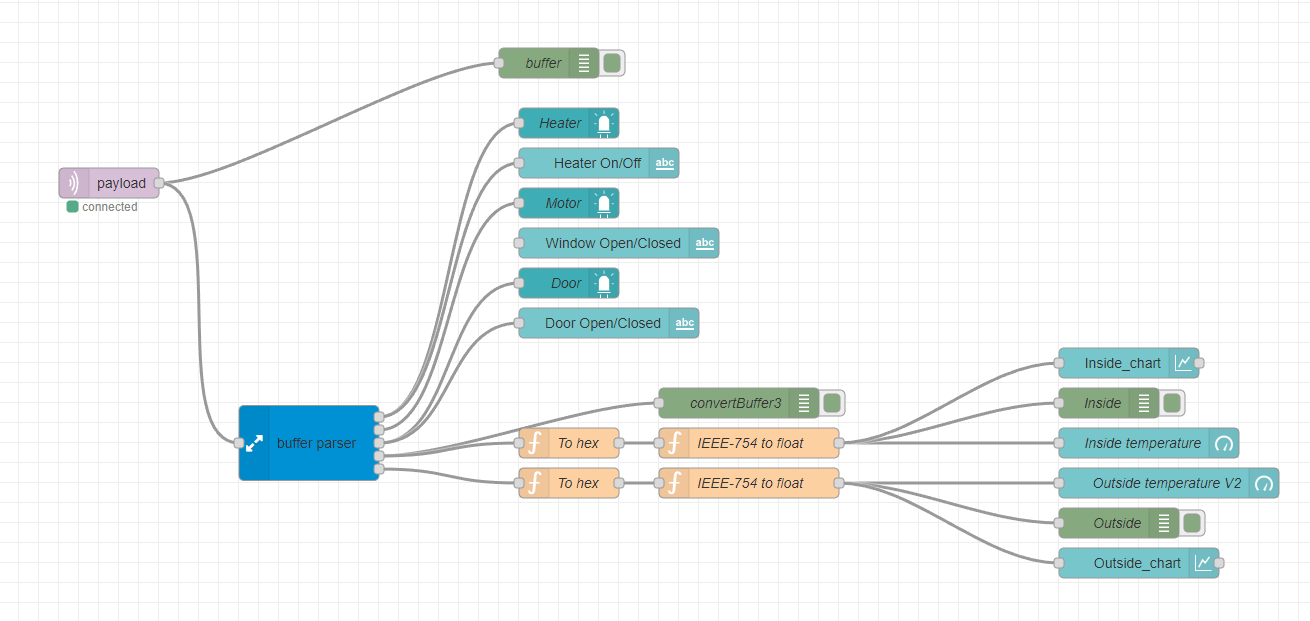 buffer
Heater
payload
Heater On/Off
abc
connected
Motor
Window Open/Closed
abc
Door
Door Open/Closed
abc
Inside_chart
convertBuffer3
Inside
buffer parser
To hex
IEEE-754 to float
Inside temperature
To hex
IEEE-754 to float
Outside temperature V2
Outside
Outside_chart